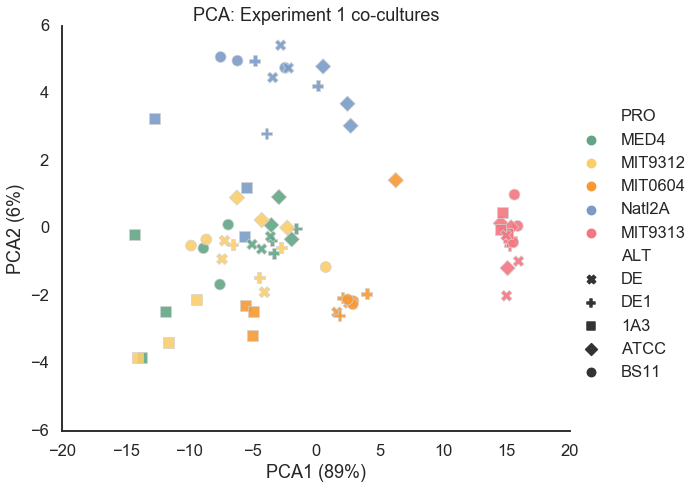 PCA: Experiment 1 co-cultures
6
4
2
0
−2
−4
−6
PCA2 (6%)
−20 −15 −10 −5 0 5 10 15 20
PCA1 (89%)
PRO
MED4
MIT9312
MIT0604
Natl2A
MIT9313
ALT
DE
DE1
1A3
ATCC
BS11